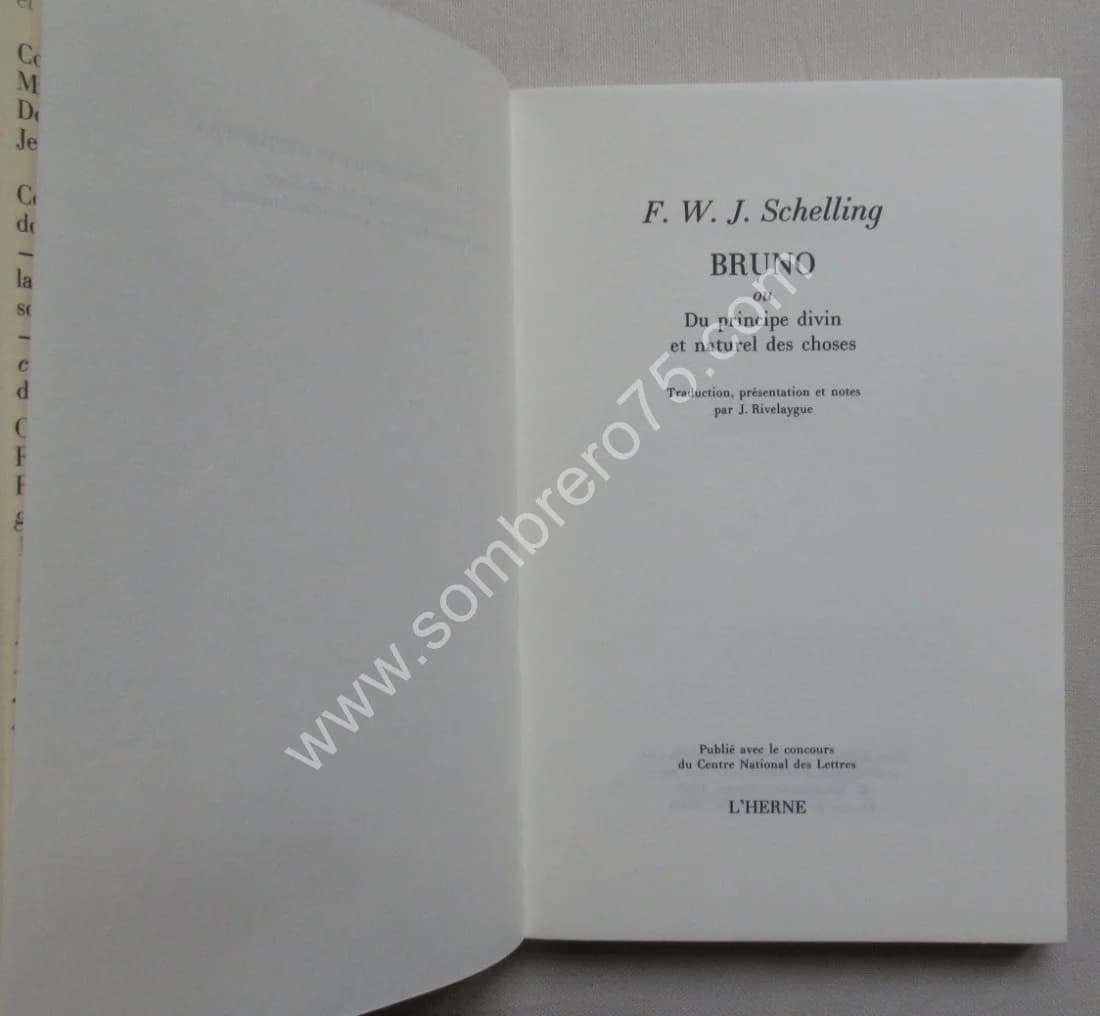 F. W. J. Schelling
BRUNO
ou
Du principe divin
et naturel des choses
Traduction, présentation et notes
par J. Rivelaygue
Publié avec le concours
du Centre National des Lettres
L'HERNE
www.sombrero75.com